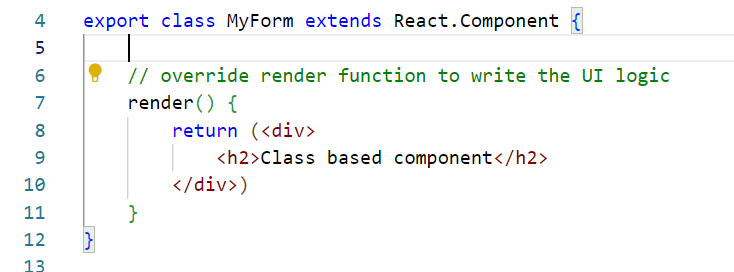 4 export class MyForm extends React.Component {
5
6 // override render function to write the UI logic
7 render() {
8 return (<div>
9 <h2>Class based component</h2>
10 </div>)
11 }
12 }
13